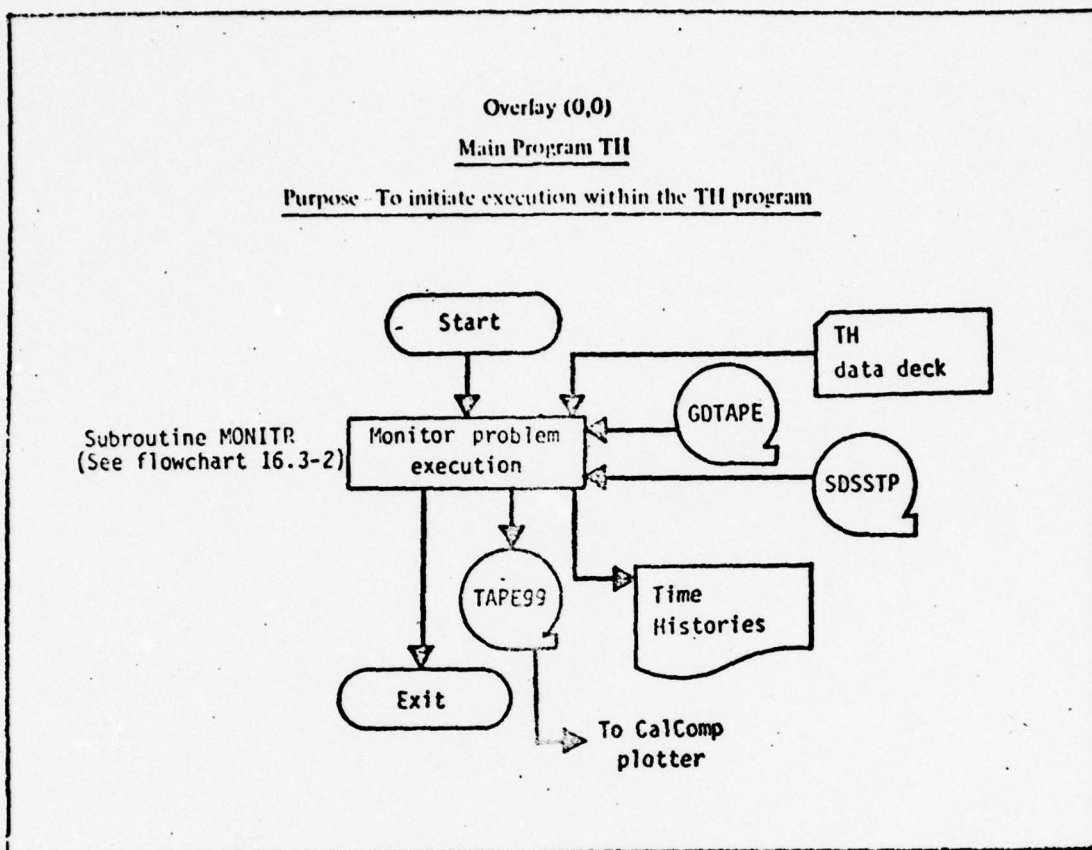 Overlay (0,0)
Main Program TH
Purpose - To initiate execution within the TH program
Start
TH
data deck
GDTAPE
Subroutine MONITR
(See flowchart 16.3-2)
Monitor problem
execution
SDSSTP
TAPE99
Time
Histories
Exit
To CalComp
plotter